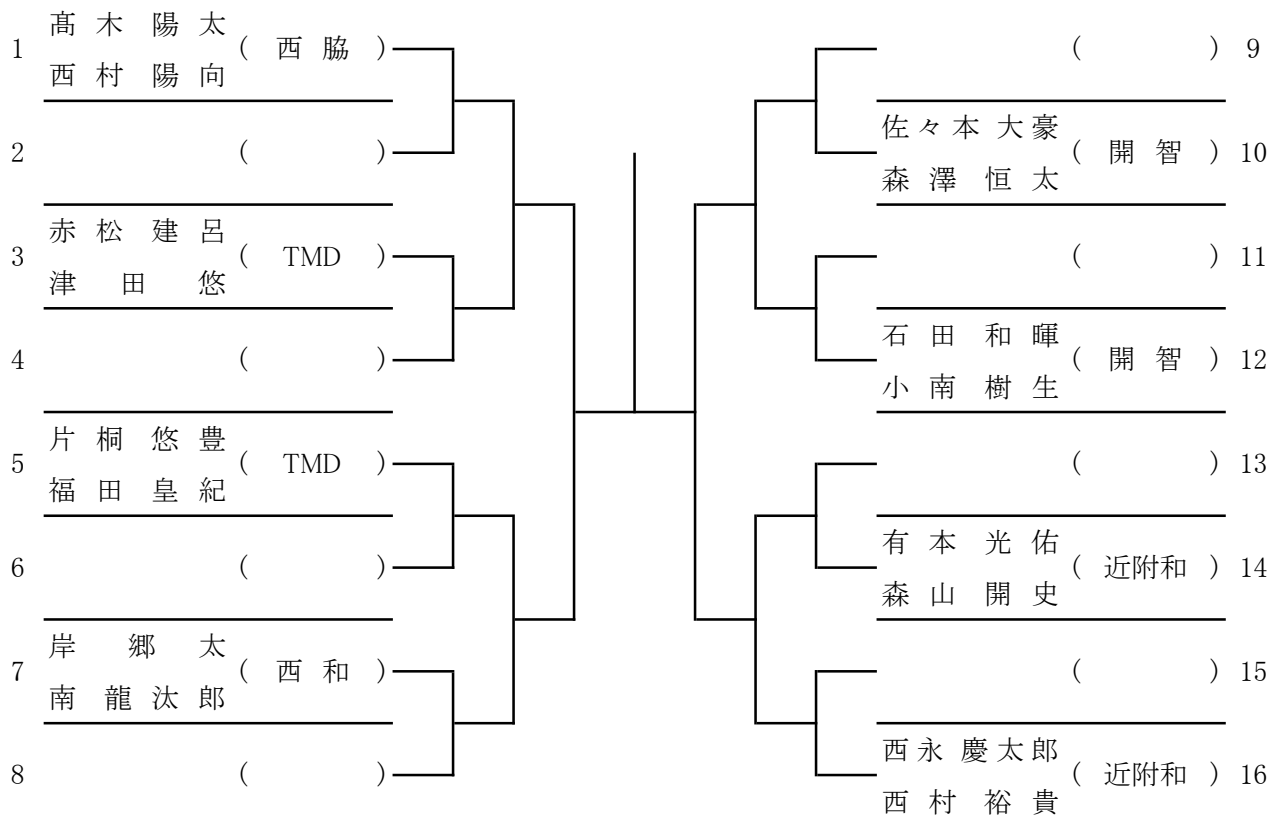 髙木 陽太
1 (西脇)
西村 陽向
2 ( )
赤松 建呂
3 (TMD)
津田 悠
4 ( )
片桐 悠豊
5 (TMD)
福田 皇紀
6 ( )
岸 郷太
7 (西和)
南 龍汰郎
8 ( )
( ) 9
佐々本 大豪
(開智) 10
森澤 恒太
( ) 11
石田 和暉
(開智) 12
小南 樹生
( ) 13
有本 光佑
(近附和) 14
森山 開史
( ) 15
西永 慶太郎
(近附和) 16
西村 裕貴